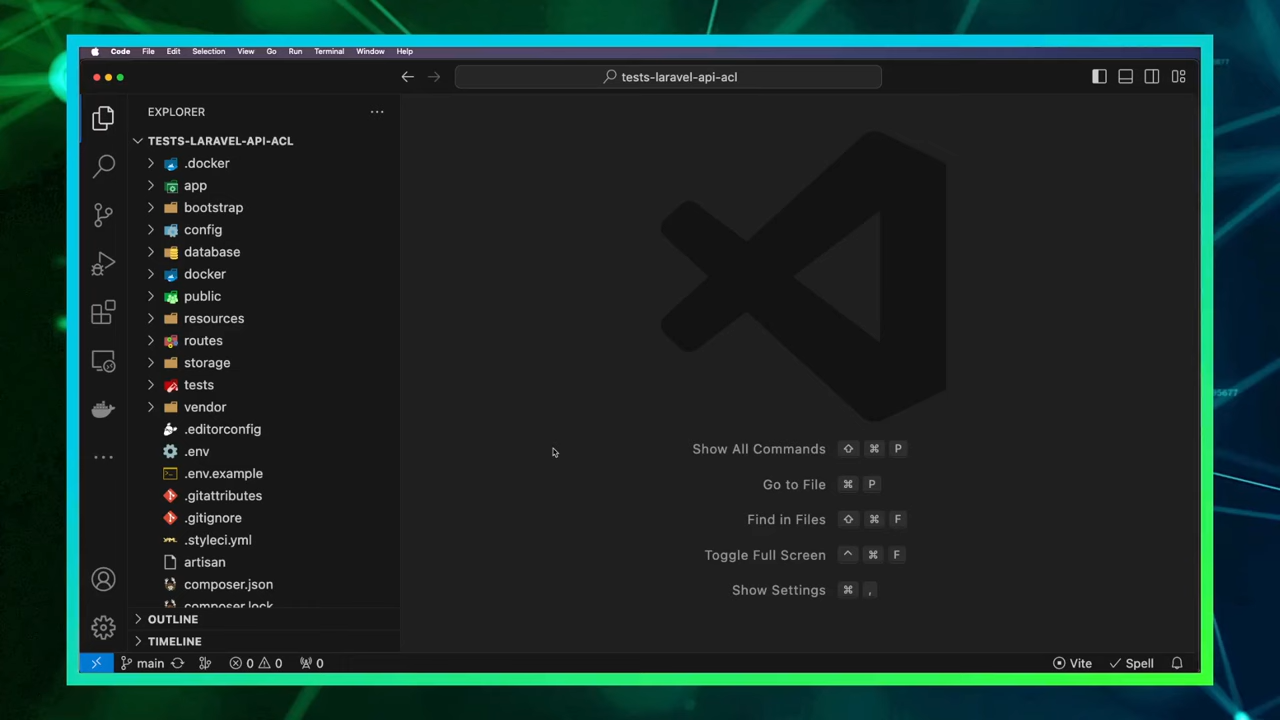 Code File Edit Selection View Go Run Terminal Window Help
tests-laravel-api-acl
EXPLORER
TESTS-LARAVEL-API-ACL
.docker
app
bootstrap
config
database
docker
public
resources
routes
storage
tests
vendor
.editorconfig
.env
.env.example
.gitattributes
.gitignore
.styleci.yml
artisan
composer.json
composer.lock
OUTLINE
TIMELINE
Show All Commands ⇧ ⌘ P
Go to File ⌘ P
Find in Files ⇧ ⌘ F
Toggle Full Screen ^ ⌘ F
Show Settings ⌘ ,
main 0 0 0 Vite Spell